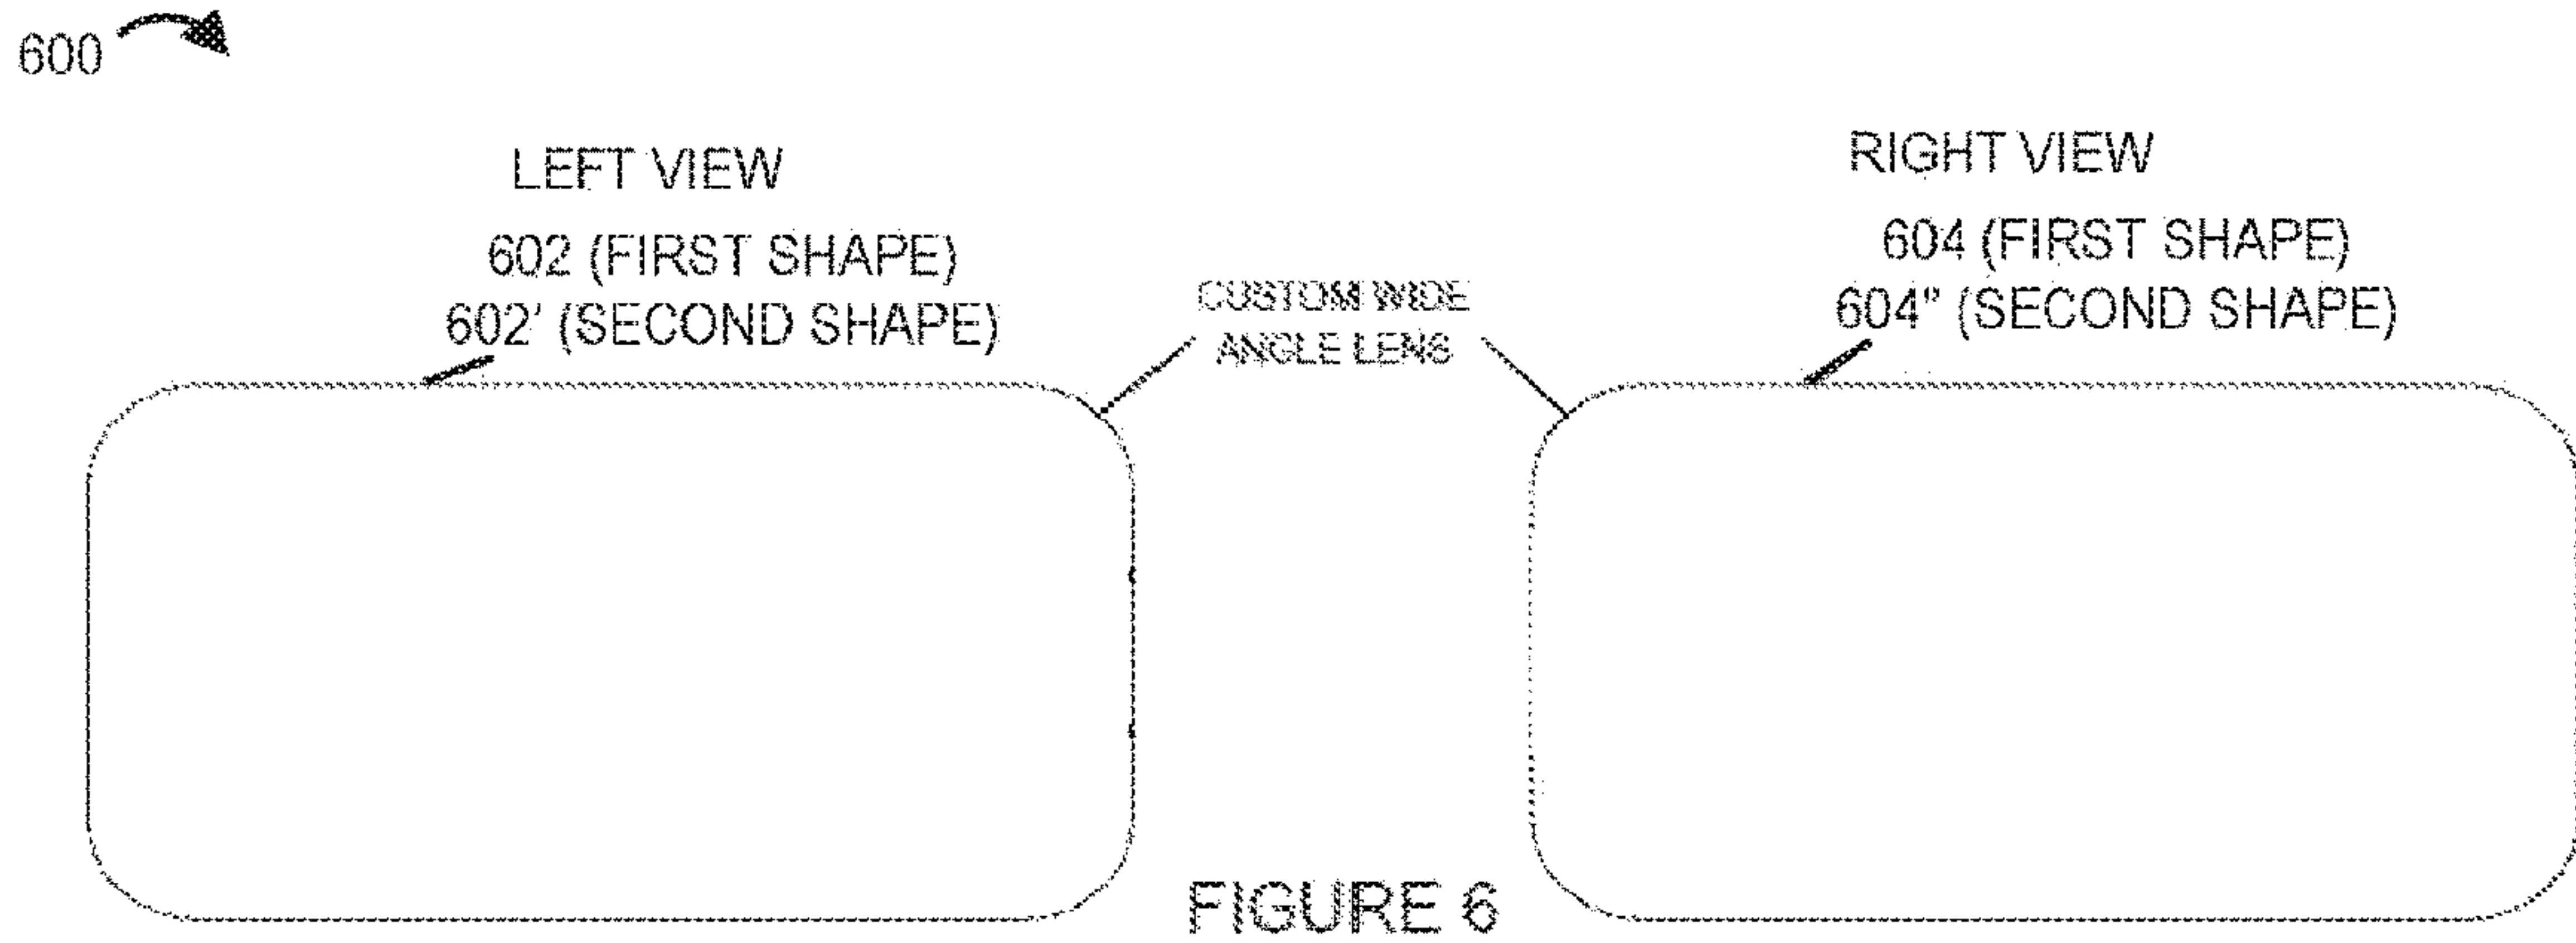 600
LEFT VIEW
602 (FIRST SHAPE)
602' (SECOND SHAPE)
CUSTOM WIDE
ANGLE LENS
RIGHT VIEW
604 (FIRST SHAPE)
604" (SECOND SHAPE)
FIGURE 6